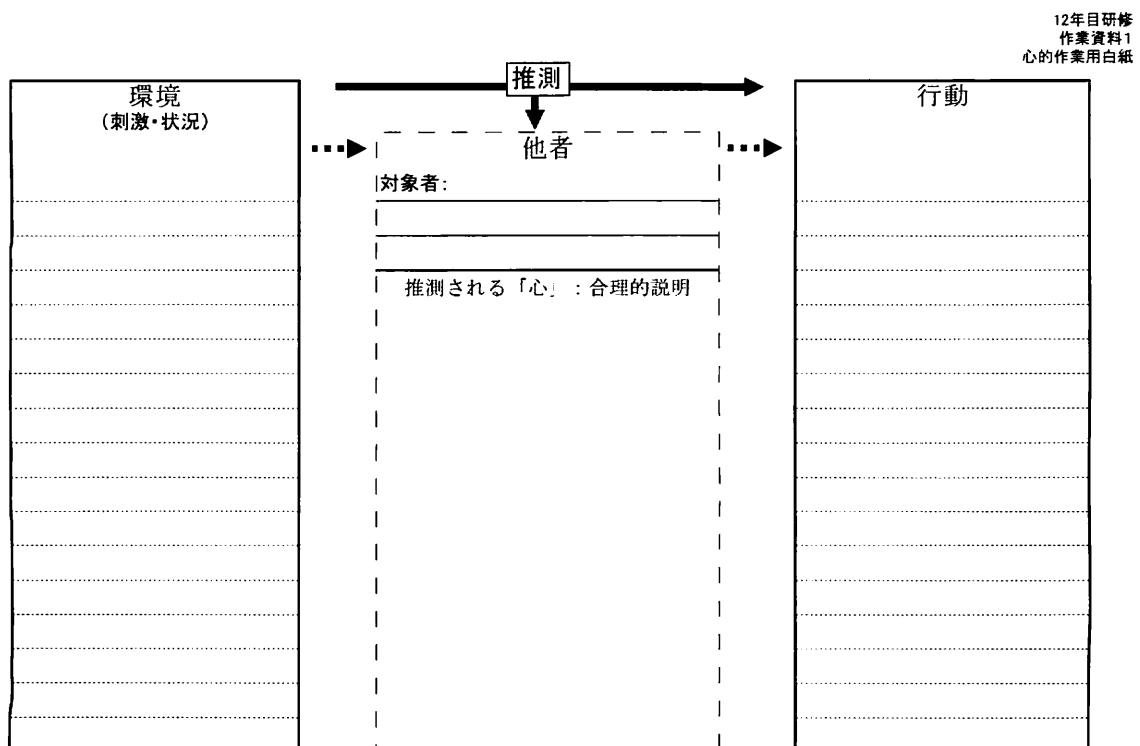 12年目研修
作業資料1
心的作業用白紙
推測
環境
(刺激・状況)
他者
対象者:
推測される「心」:合理的説明
行動